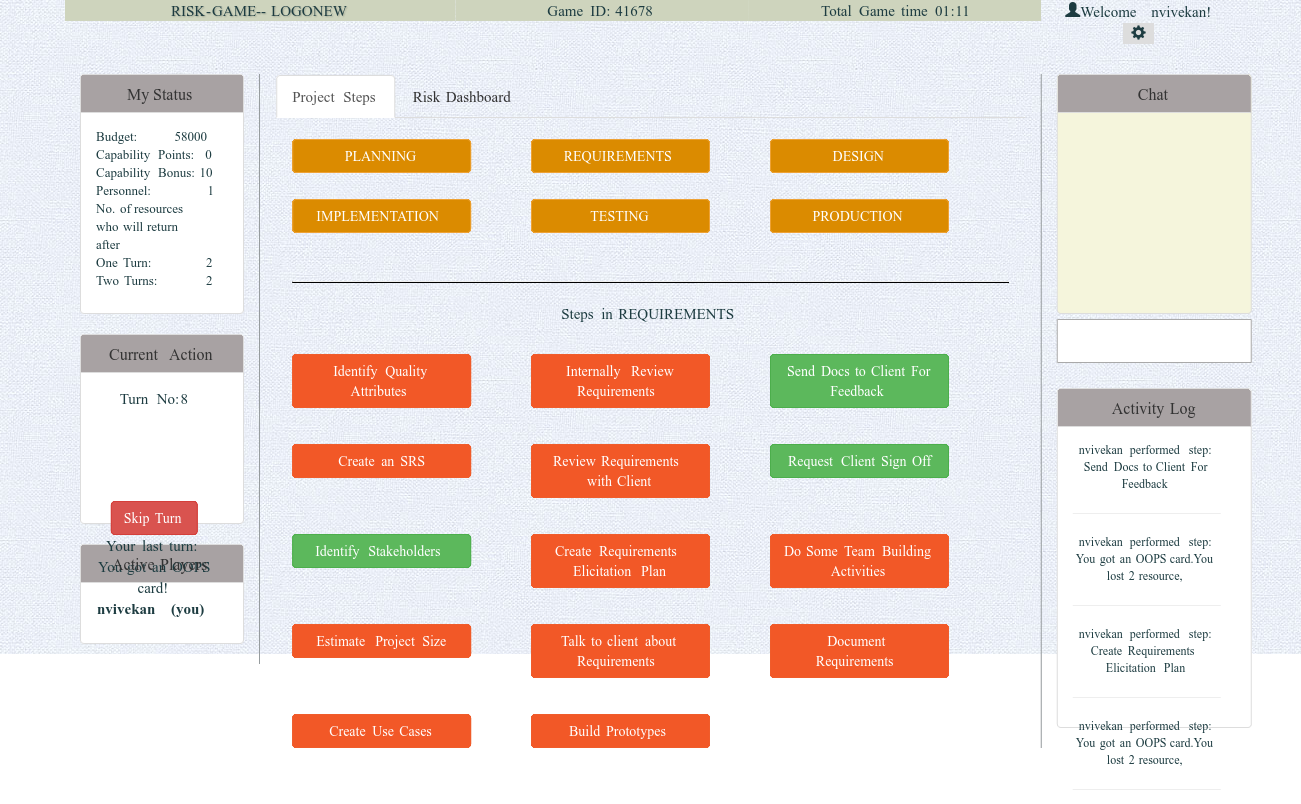 RISK-GAME-- LOGONEW
Game ID: 41678
Total Game time 01:11
Welcome nvivekan!
My Status
Budget: 58000
Capability Points: 0
Capability Bonus: 10
Personnel: 1
No. of resources
who will return
after
One Turn: 2
Two Turns: 2
Current Action
Turn No:8
Skip Turn
Your last turn:
You got an OOPS
card!
Active Players
nvivekan (you)
Project Steps
Risk Dashboard
PLANNING
REQUIREMENTS
DESIGN
IMPLEMENTATION
TESTING
PRODUCTION
Steps in REQUIREMENTS
Identify Quality
Attributes
Internally Review
Requirements
Send Docs to Client For
Feedback
Create an SRS
Review Requirements
with Client
Request Client Sign Off
Identify Stakeholders
Create Requirements
Elicitation Plan
Do Some Team Building
Activities
Estimate Project Size
Talk to client about
Requirements
Document
Requirements
Create Use Cases
Build Prototypes
Chat
Activity Log
nvivekan performed step:
Send Docs to Client For
Feedback
nvivekan performed step:
You got an OOPS card.You
lost 2 resource,
nvivekan performed step:
Create Requirements
Elicitation Plan
nvivekan performed step:
You got an OOPS card.You
lost 2 resource,